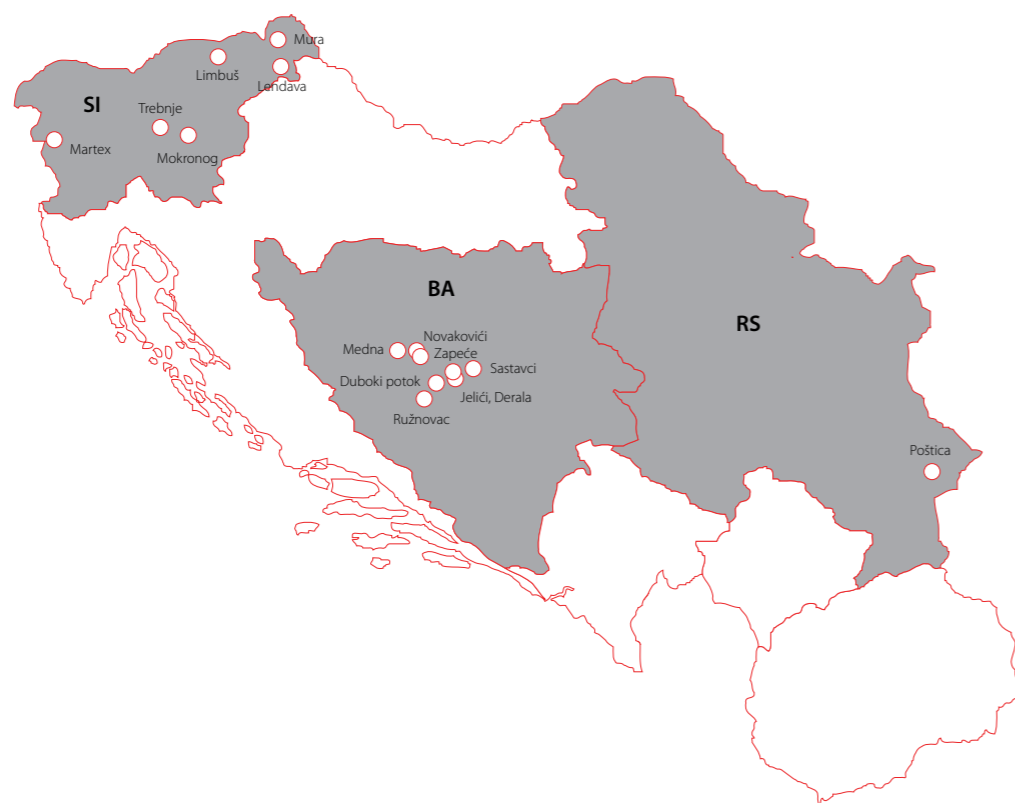 Mura
Limbuš
Lendava
SI
Trebnje
Martex
Mokronog
BA
RS
Novakovići
Medna
Zapeće
Sastavci
Duboki potok
Jelići, Derala
Ružnovac
Poštica